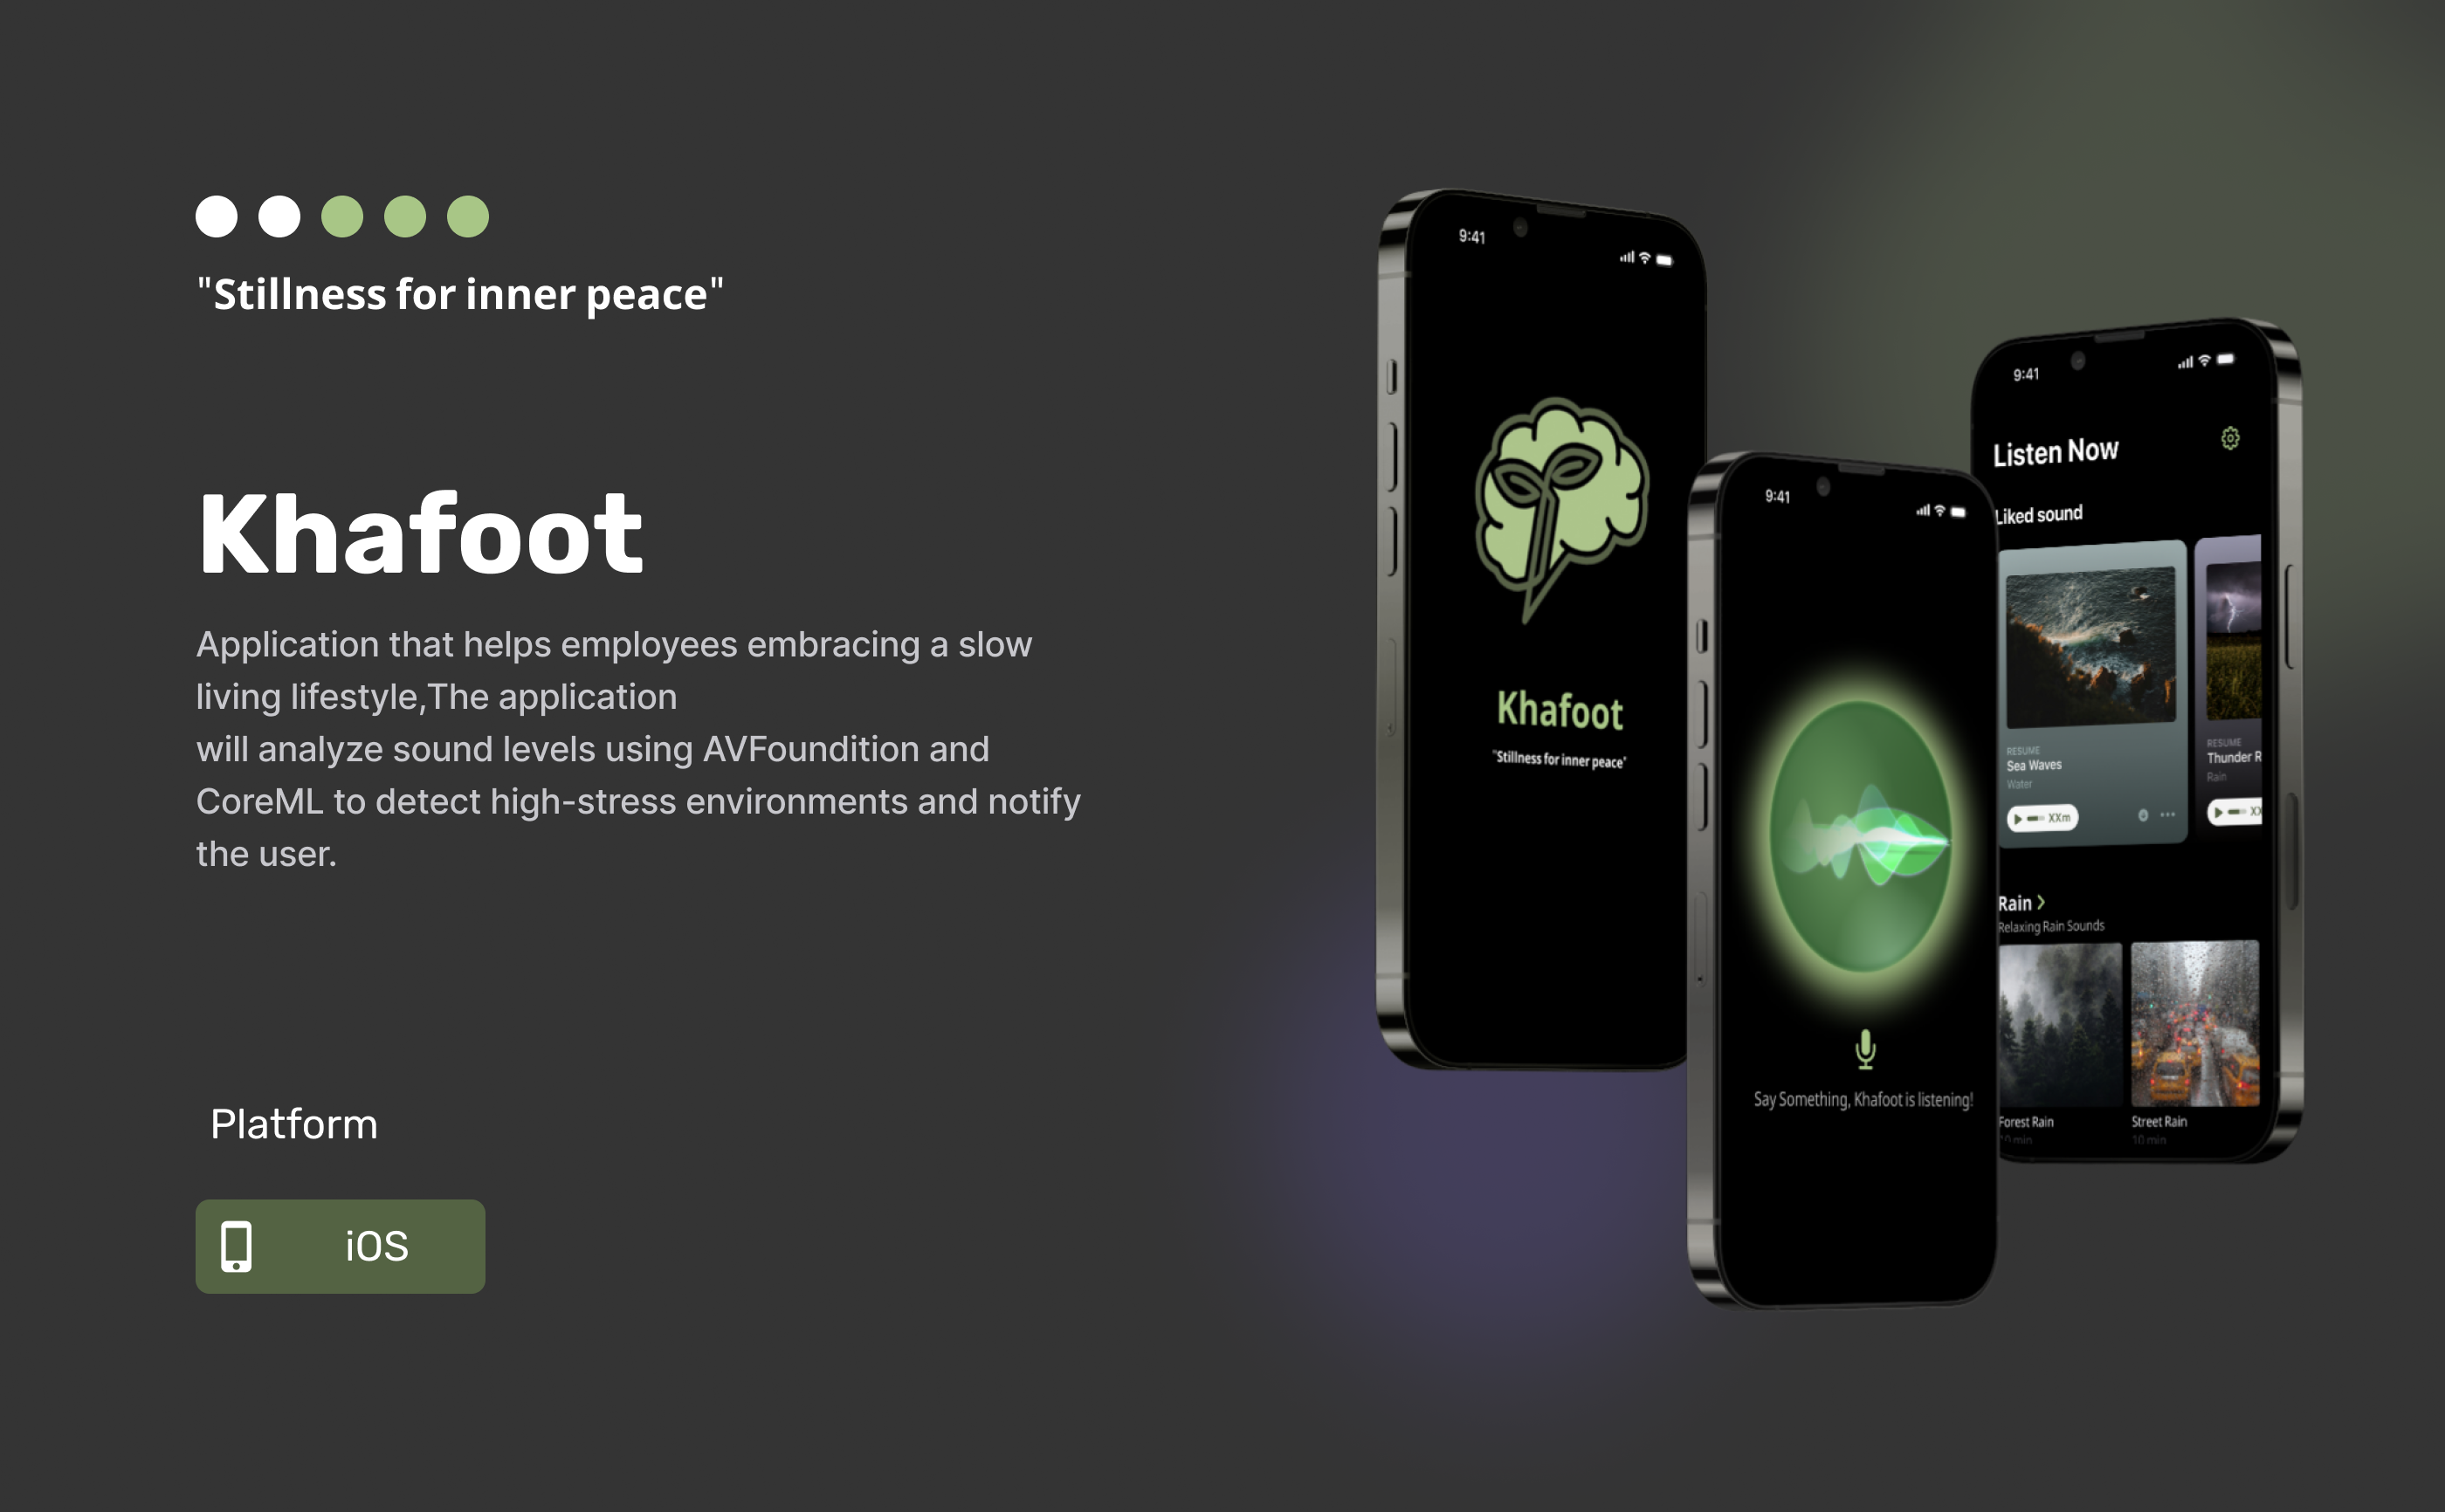 "Stillness for inner peace"
Khafoot
Application that helps employees embracing a slow
living lifestyle,The application
will analyze sound levels using AVFoundition and
CoreML to detect high-stress environments and notify
the user.
Platform
iOS
9:41
Khafoot
"Stillness for inner peace"
9:41
Say Something, Khafoot is listening!
9:41
Listen Now
Liked sound
RESUME
Sea Waves
Water
XXm
RESUME
Thunder R
Rain
XX
Rain
Relaxing Rain Sounds
Forest Rain
Street Rain
10 min